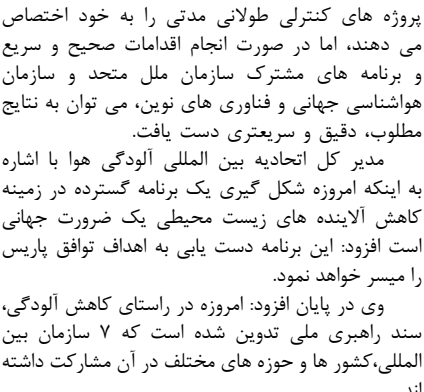 پروژه های کنترلی طولانی مدتی را به خود اختصاص
می دهند، اما در صورت انجام اقدامات صحیح و سریع
و برنامه های مشترک سازمان ملل متحد و سازمان
هواشناسی جهانی و فناوری های نوین، می توان به نتایج
مطلوب، دقیق و سریعتری دست یافت.
مدیر کل اتحادیه بین المللی آلودگی هوا با اشاره
به اینکه امروزه شکل گیری یک برنامه گسترده در زمینه
کاهش آلاینده های زیست محیطی یک ضرورت جهانی
است افزود: این برنامه دست یابی به اهداف توافق پاریس
را میسر خواهد نمود.
وی در پایان افزود: امروزه در راستای کاهش آلودگی،
سند راهبری ملی تدوین شده است که ۷ سازمان بین
المللی،کشور ها و حوزه های مختلف در آن مشارکت داشته
اند